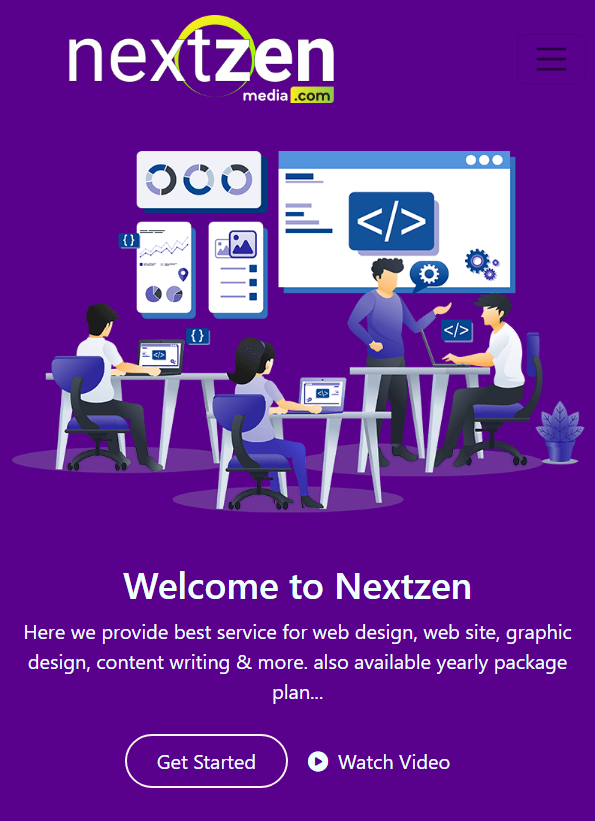 nextzen
media .com
</>
{}
{}
</>
</>
</>
Welcome to Nextzen
Here we provide best service for web design, web site, graphic
design, content writing & more. also available yearly package
plan...
Get Started
Watch Video